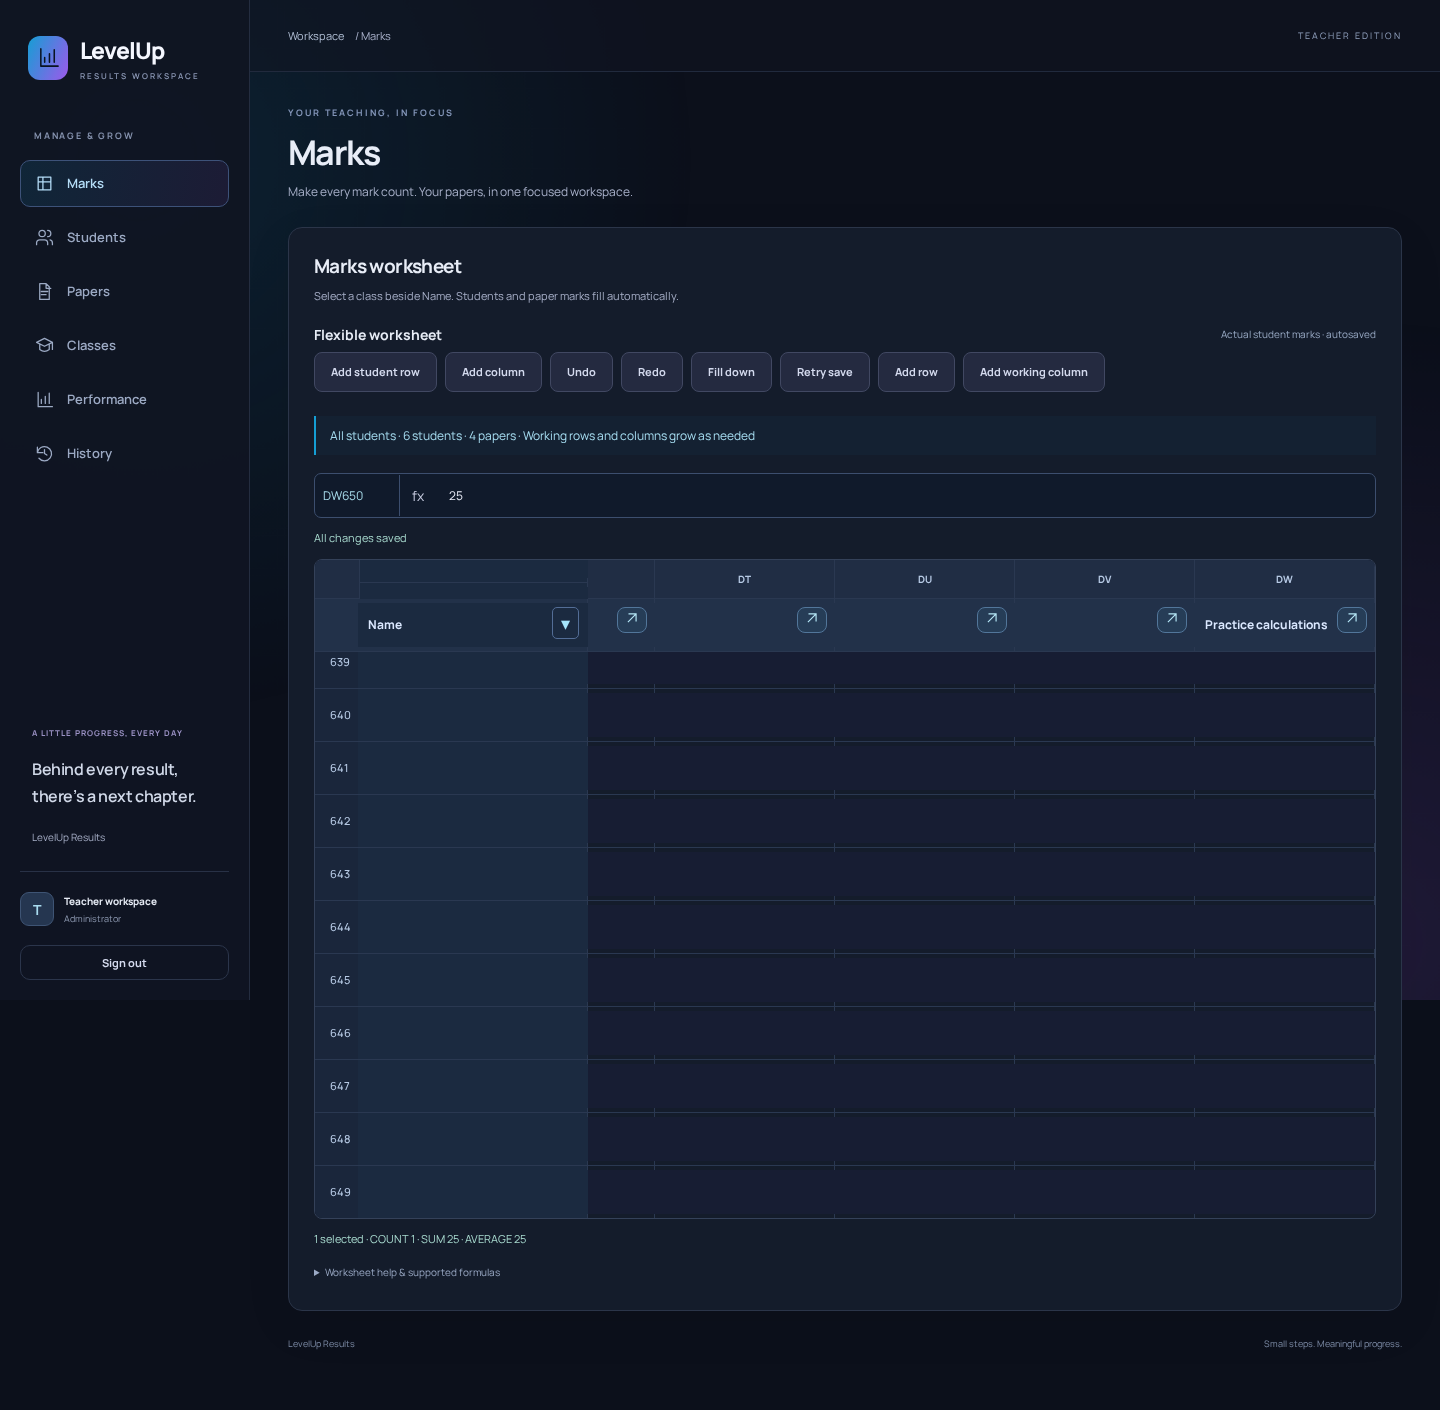 LevelUp
RESULTS WORKSPACE
MANAGE & GROW
Marks
Students
Papers
Classes
Performance
History
A LITTLE PROGRESS, EVERY DAY
Behind every result,
there's a next chapter.
LevelUp Results
T
Teacher workspace
Administrator
Sign out
Workspace / Marks
TEACHER EDITION
YOUR TEACHING, IN FOCUS
Marks
Make every mark count. Your papers, in one focused workspace.
Marks worksheet
Select a class beside Name. Students and paper marks fill automatically.
Flexible worksheet
Actual student marks · autosaved
Add student row Add column Undo Redo Fill down Retry save Add row Add working column
All students · 6 students · 4 papers · Working rows and columns grow as needed
DW650 fx 25
All changes saved
DT DU DV DW
Name ▼ Practice calculations
639
640
641
642
643
644
645
646
647
648
649
1 selected · COUNT 1 · SUM 25 · AVERAGE 25
Worksheet help & supported formulas
LevelUp Results
Small steps. Meaningful progress.